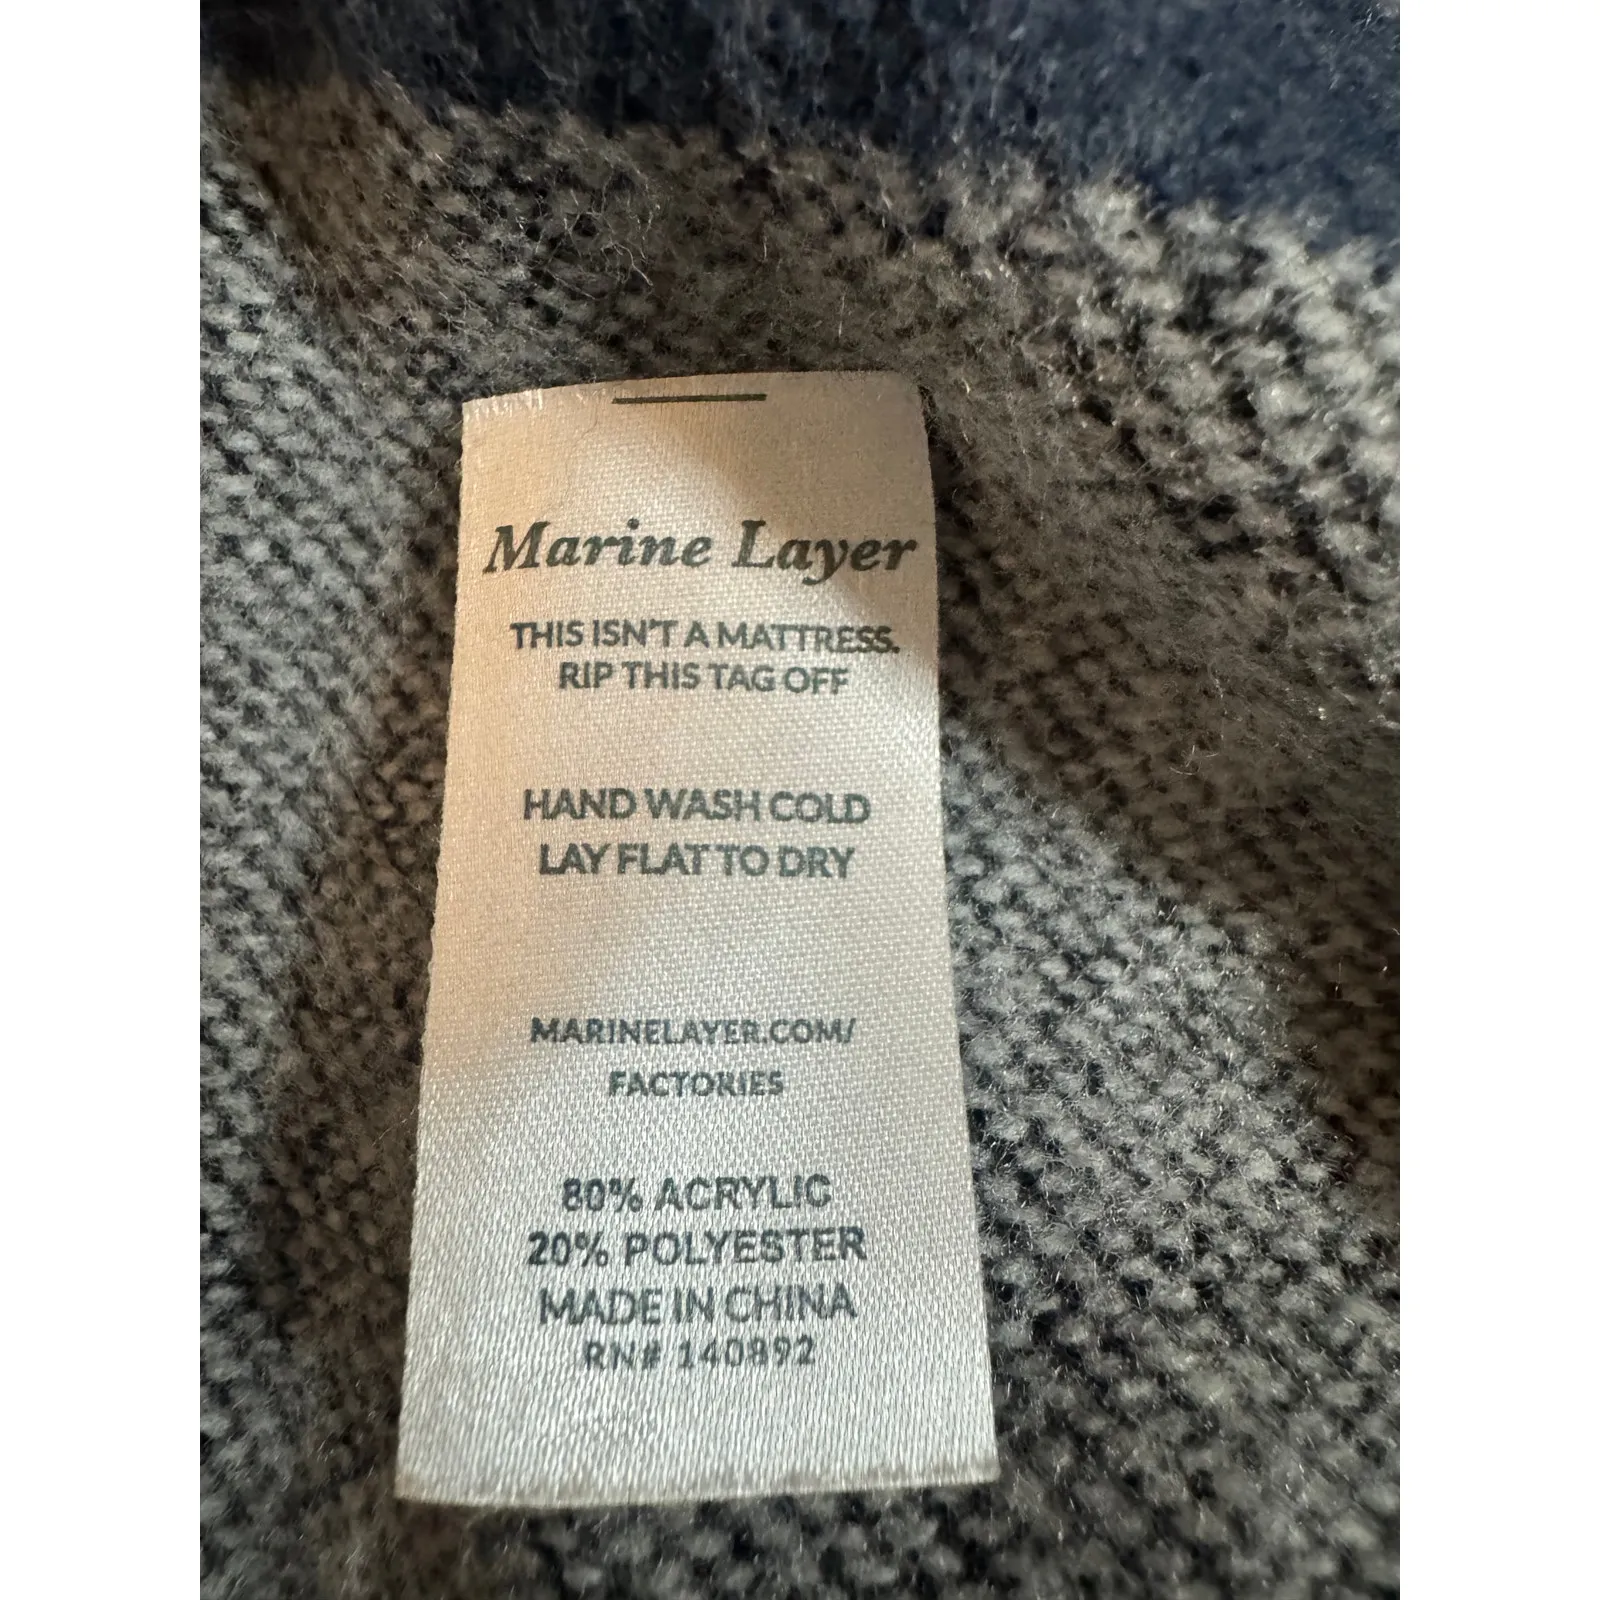 Marine Layer
THIS ISN'T A MATTRESS.
RIP THIS TAG OFF
HAND WASH COLD
LAY FLAT TO DRY
MARINELAYER.COM/
FACTORIES
80% ACRYLIC
20% POLYESTER
MADE IN CHINA
RN# 140892